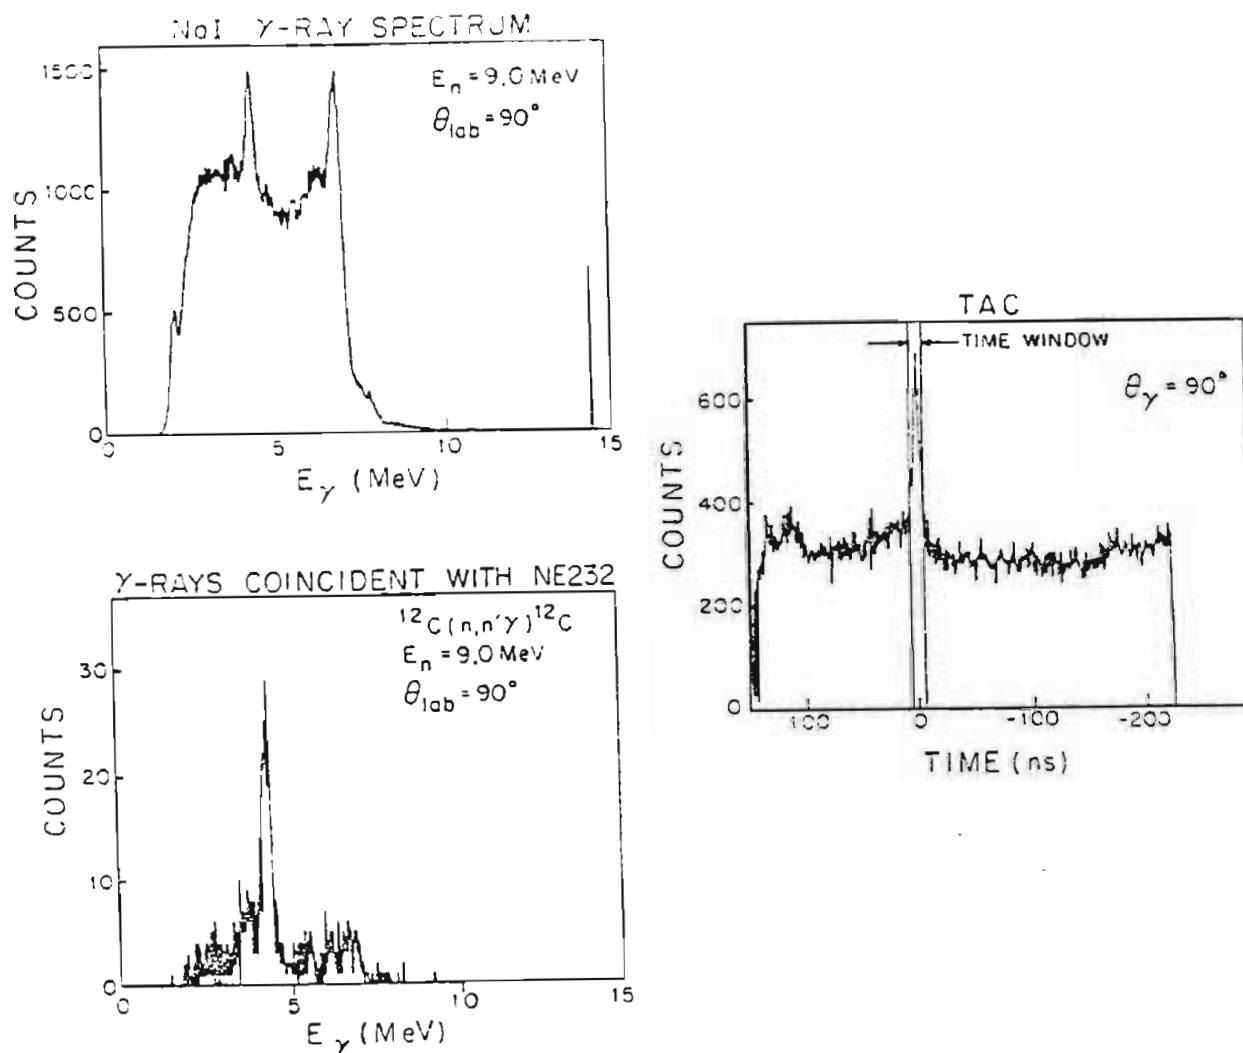 NaI γ-RAY SPECTRUM
E_n = 9.0 MeV
θ_lab = 90°
1500
1000
500
0
COUNTS
0 5 10 15
E_γ (MeV)
γ-RAYS COINCIDENT WITH NE232
¹²C(n,n'γ)¹²C
E_n = 9.0 MeV
θ_lab = 90°
30
20
10
0
COUNTS
0 5 10 15
E_γ (MeV)
TAC
TIME WINDOW
θ_γ = 90°
600
400
200
0
COUNTS
100 0 -100 -200
TIME (ns)